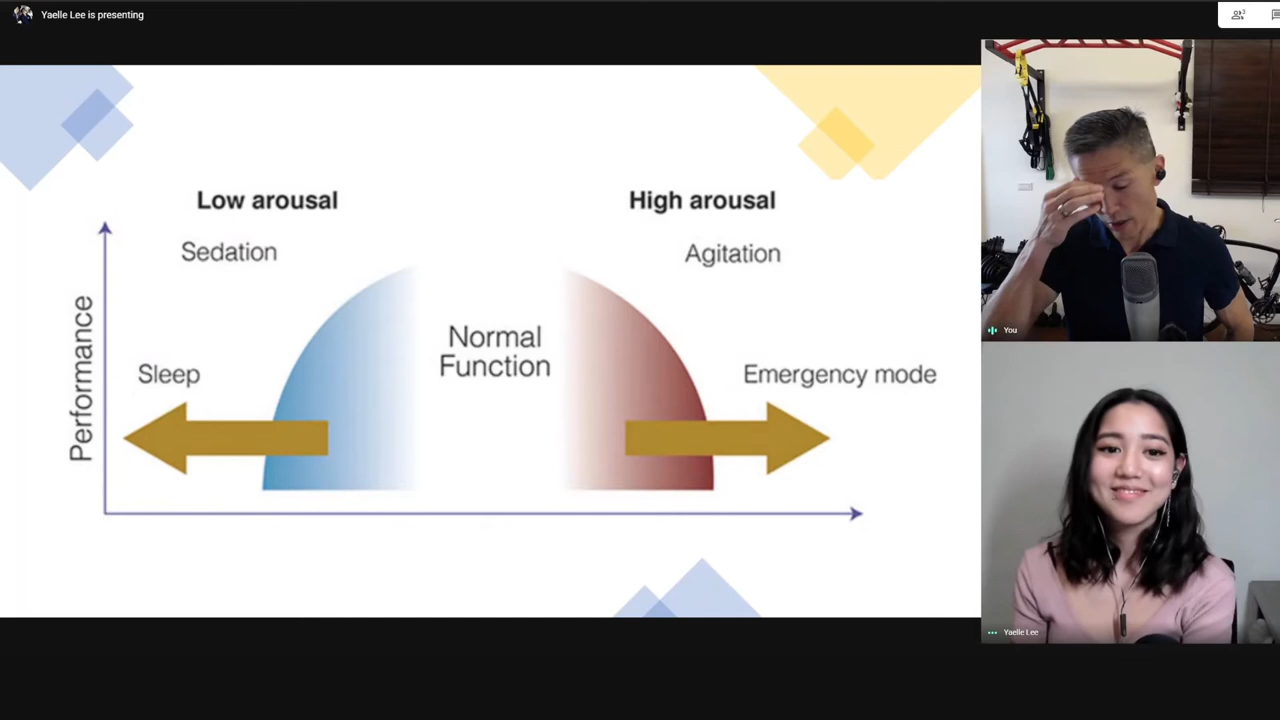 Yaelle Lee is presenting
3
Low arousal
High arousal
Sedation
Agitation
Performance
Normal
Function
Sleep
Emergency mode
You
Yaelle Lee